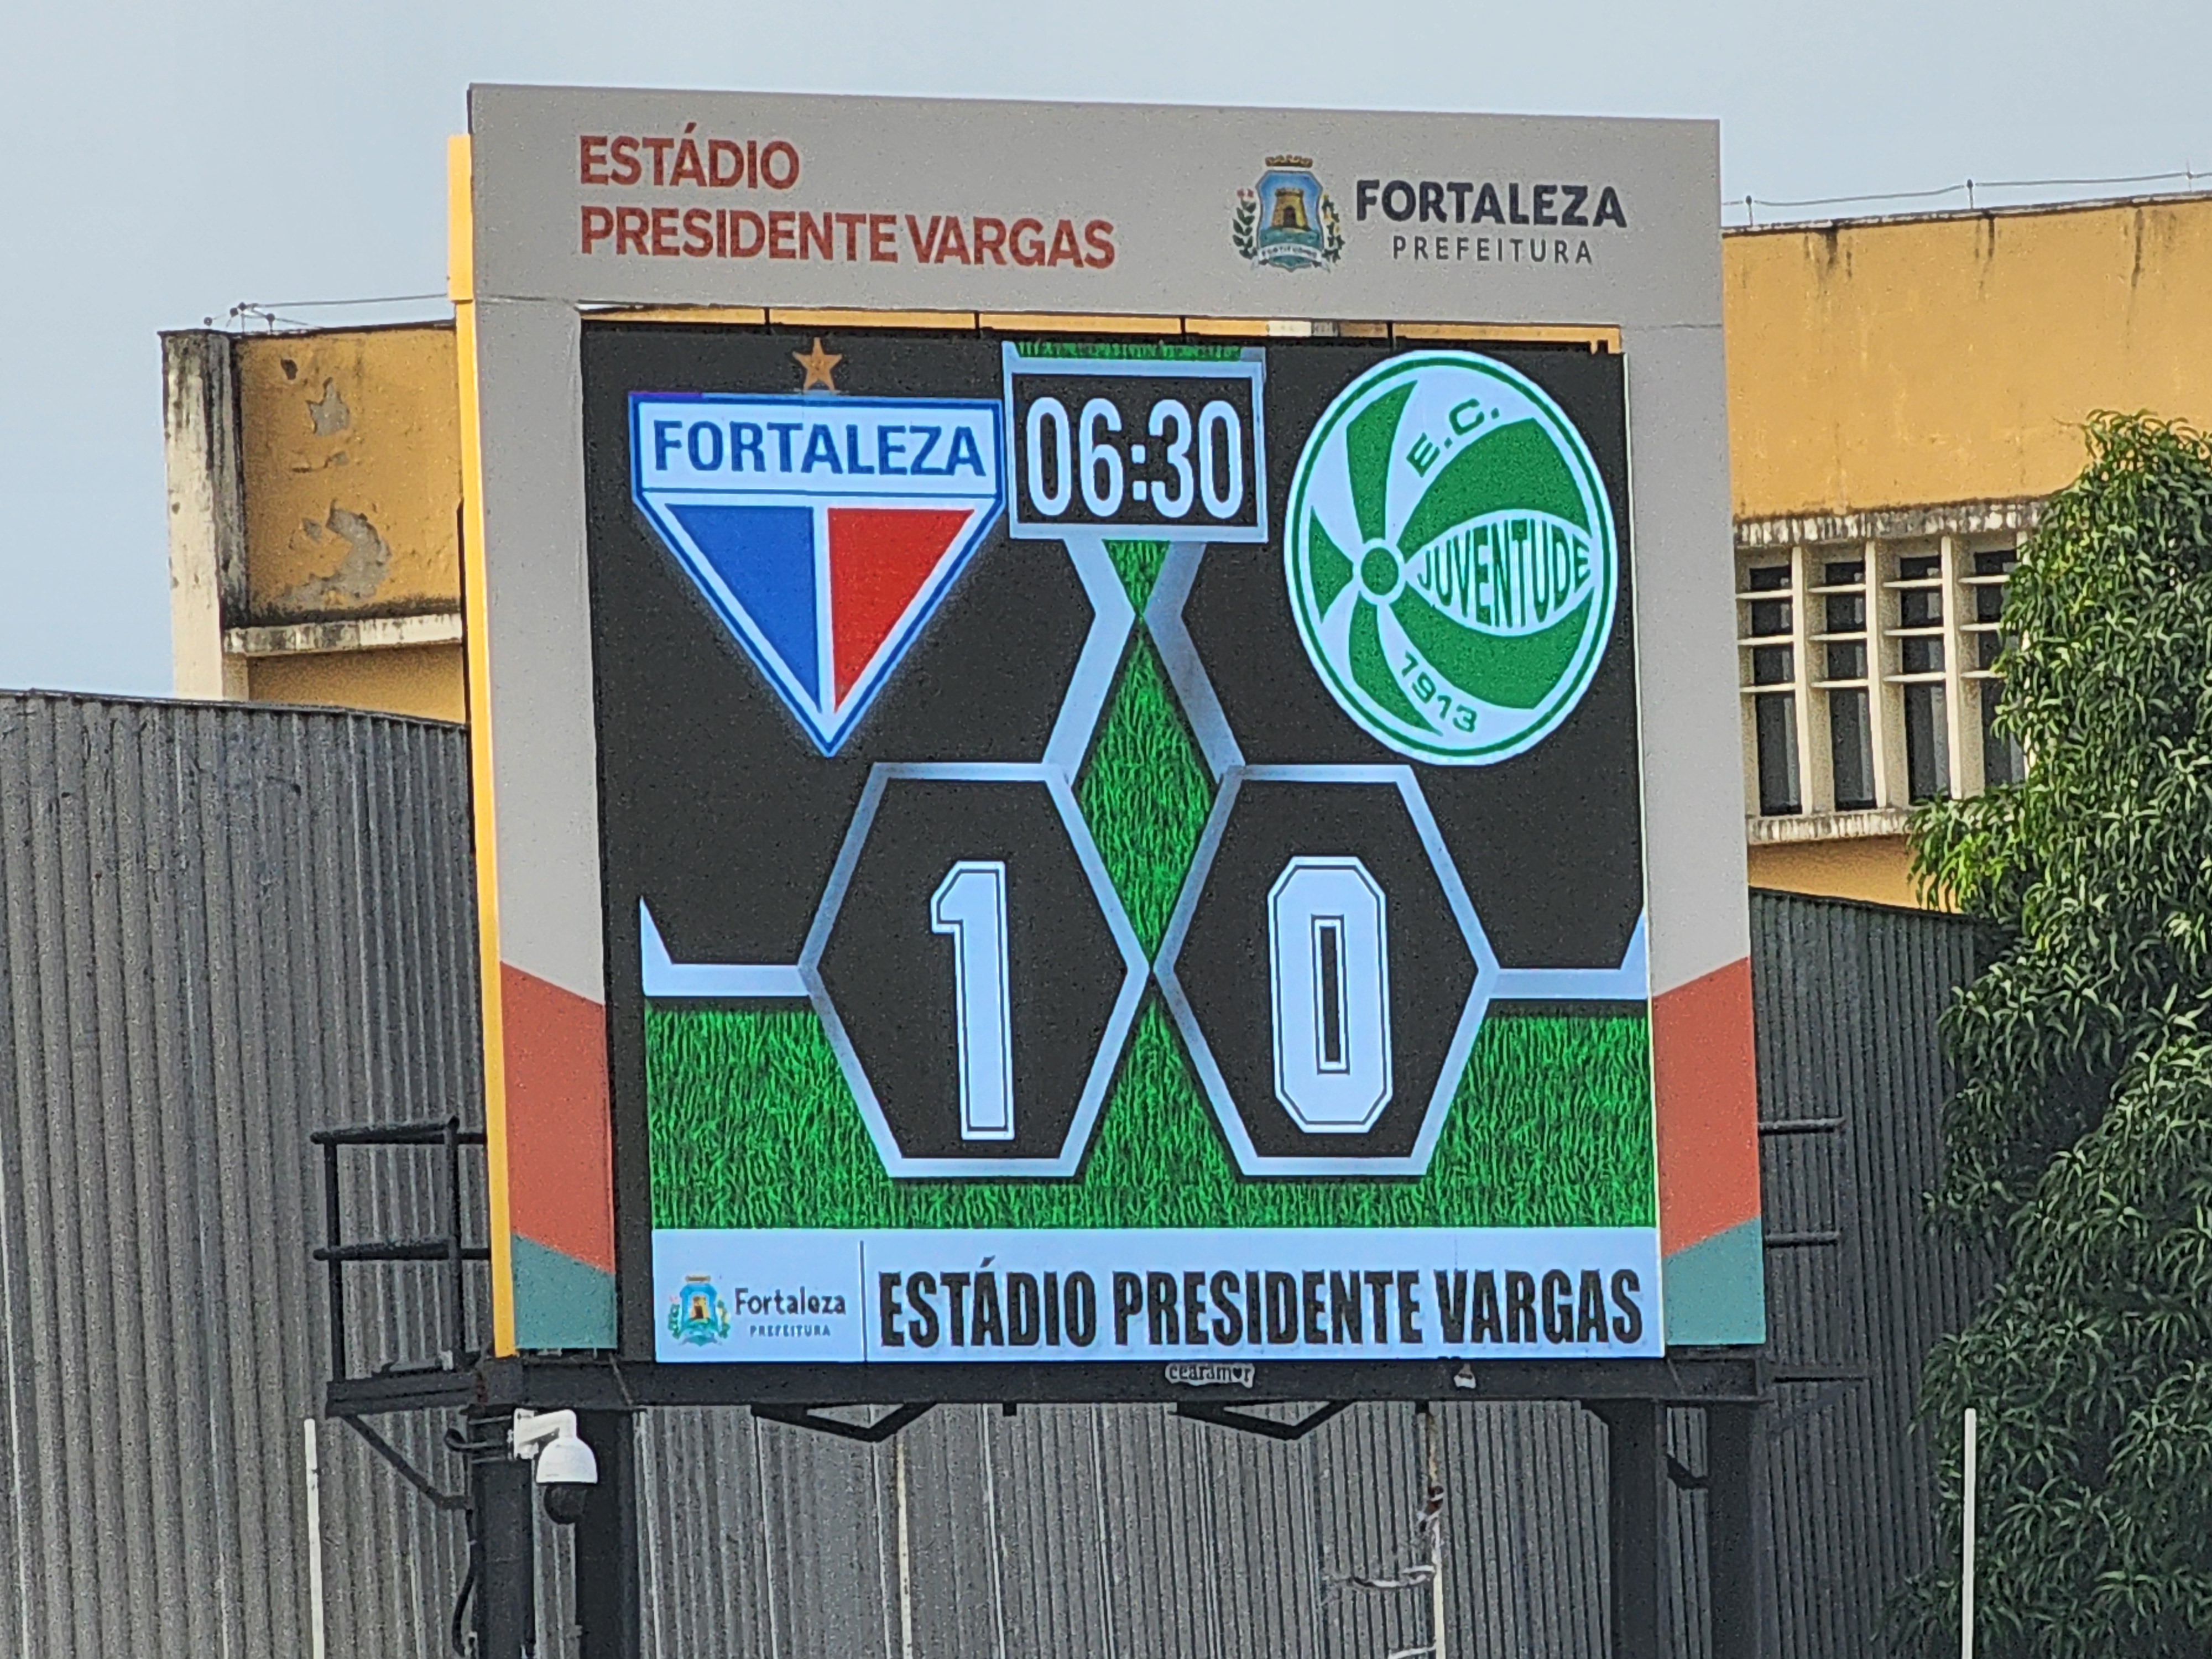 ESTÁDIO
PRESIDENTE VARGAS
FORTALEZA
PREFEITURA
FORTALEZA
06:30
E.C.
JUVENTUDE
1913
1
0
Fortaleza
PREFEITURA
ESTÁDIO PRESIDENTE VARGAS
cearamor